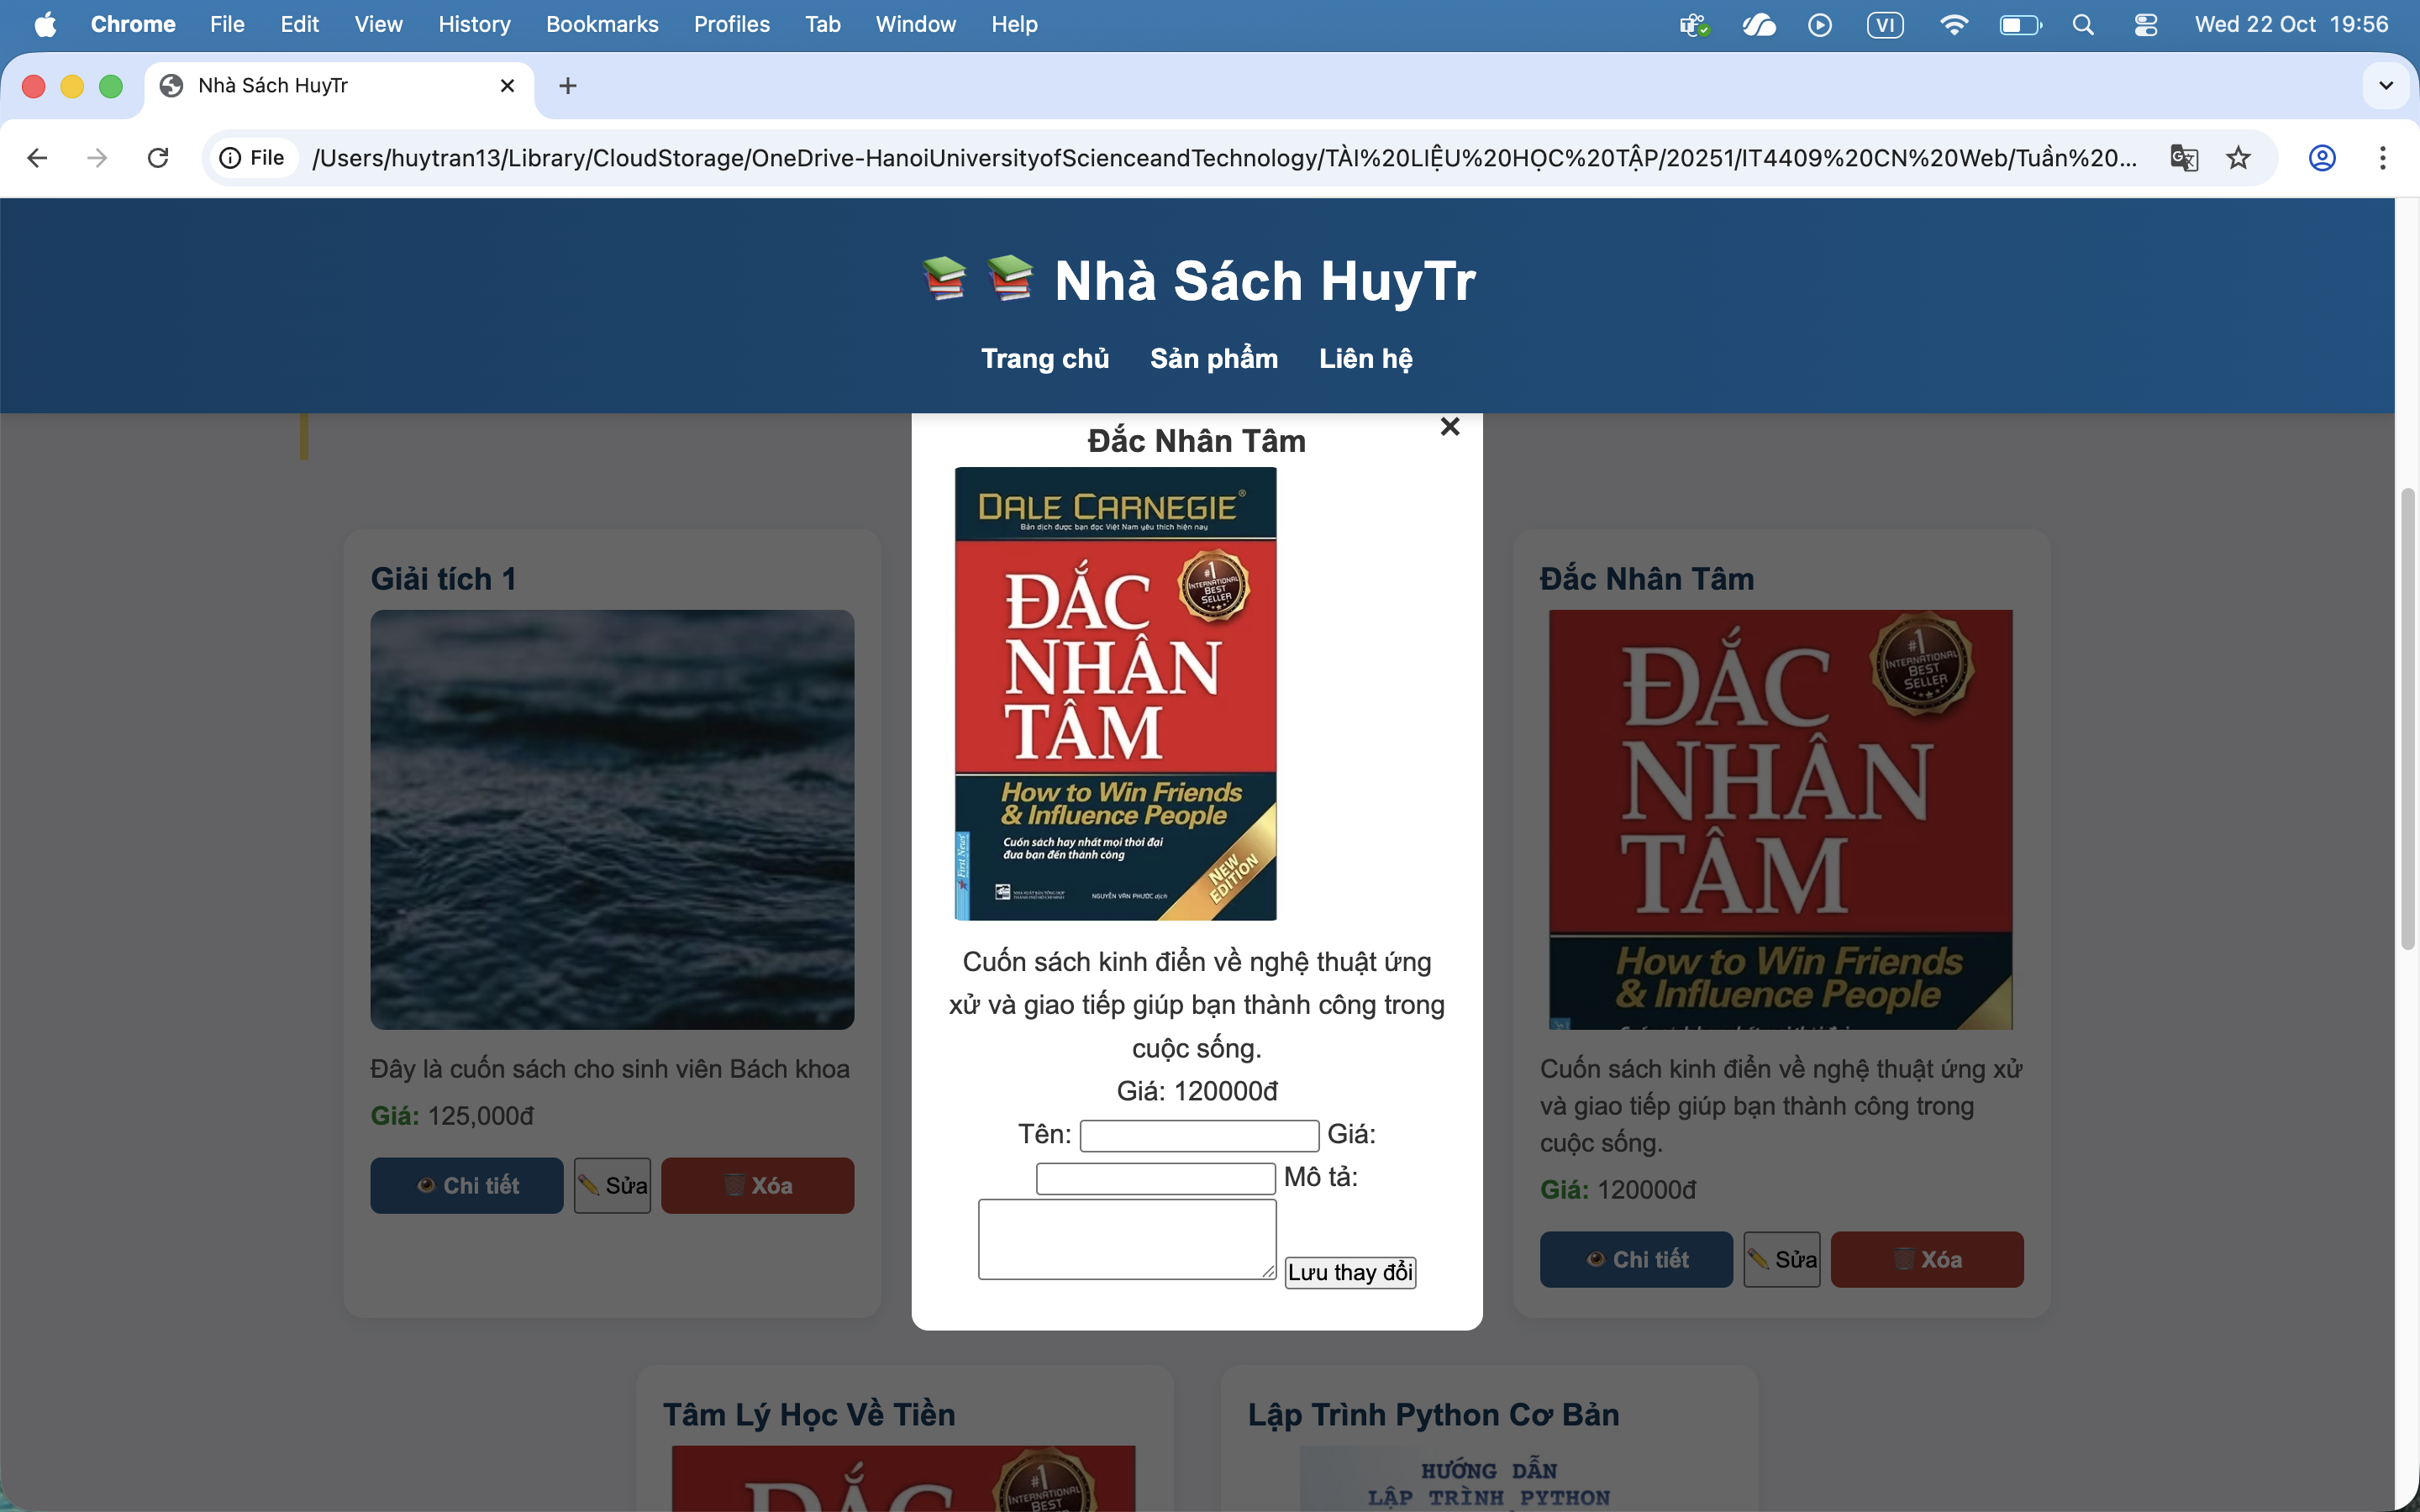 Chrome File Edit View History Bookmarks Profiles Tab Window Help VI Wed 22 Oct 19:56
Nhà Sách HuyTr
File /Users/huytran13/Library/CloudStorage/OneDrive-HanoiUniversityofScienceandTechnology/TÀI%20LIỆU%20HỌC%20TẬP/20251/IT4409%20CN%20Web/Tuần%20...
Nhà Sách HuyTr
Trang chủ Sản phẩm Liên hệ
Đắc Nhân Tâm
DALE CARNEGIE®
Bản dịch được bạn đọc Việt Nam yêu thích hiện nay
ĐẮC
NHÂN
TÂM
#1
INTERNATIONAL
BEST
SELLER
How to Win Friends
& Influence People
Cuốn sách hay nhất mọi thời đại
đưa bạn đến thành công
First News
NGUYỄN VĂN PHƯỚC dịch
NEW
EDITION
Cuốn sách kinh điển về nghệ thuật ứng
xử và giao tiếp giúp bạn thành công trong
cuộc sống.
Giá: 120000đ
Tên: Giá:
Mô tả:
Lưu thay đổi
Giải tích 1
Đây là cuốn sách cho sinh viên Bách khoa
Giá: 125,000đ
Chi tiết Sửa Xóa
Đắc Nhân Tâm
#1
INTERNATIONAL
BEST
SELLER
ĐẮC
NHÂN
TÂM
How to Win Friends
& Influence People
Cuốn sách kinh điển về nghệ thuật ứng xử
và giao tiếp giúp bạn thành công trong
cuộc sống.
Giá: 120000đ
Chi tiết Sửa Xóa
Tâm Lý Học Về Tiền
#1
INTERNATIONAL
BEST
ĐẮC
Lập Trình Python Cơ Bản
HƯỚNG DẪN
LẬP TRÌNH PYTHON